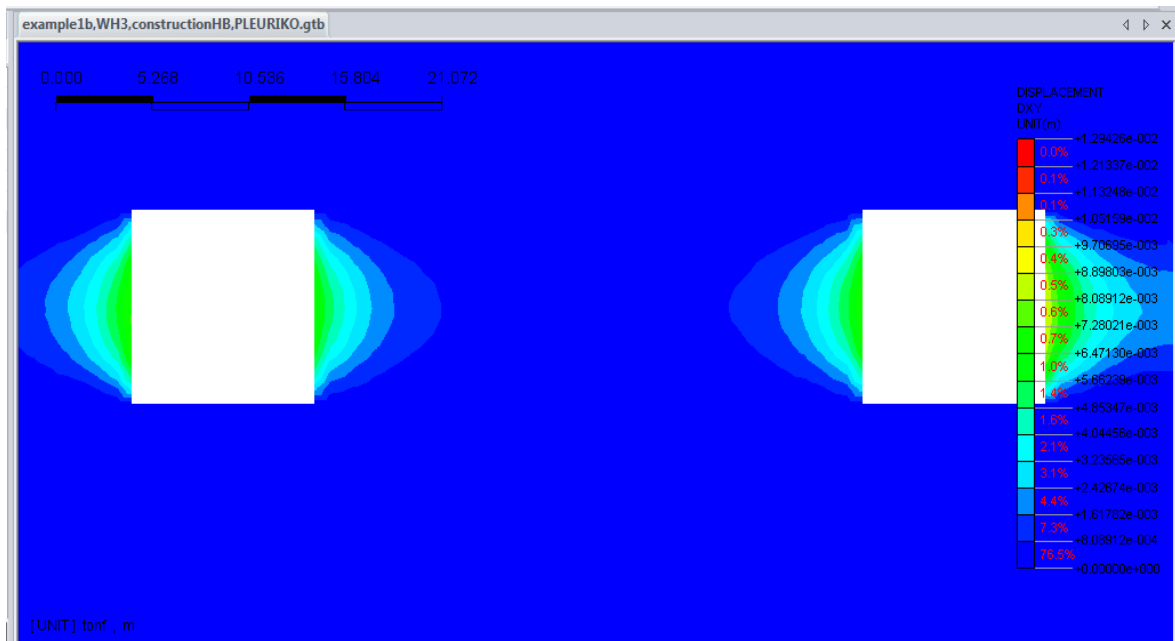 example1b,WH3,constructionHB,PLEURIKO.gtb
0.000 5.268 10.536 15.804 21.072
DISPLACEMENT
DXY
UNIT(m)
+1.29426e-002
0.0%
+1.21337e-002
0.1%
+1.13248e-002
0.1%
+1.05159e-002
0.3%
+9.70695e-003
0.4%
+8.89803e-003
0.5%
+8.08912e-003
0.6%
+7.28021e-003
0.7%
+6.47130e-003
1.0%
+5.66239e-003
1.4%
+4.85347e-003
1.6%
+4.04456e-003
2.1%
+3.23565e-003
3.1%
+2.42674e-003
4.4%
+1.61782e-003
7.3%
+8.08912e-004
76.5%
+0.00000e+000
[UNIT] tonf , m